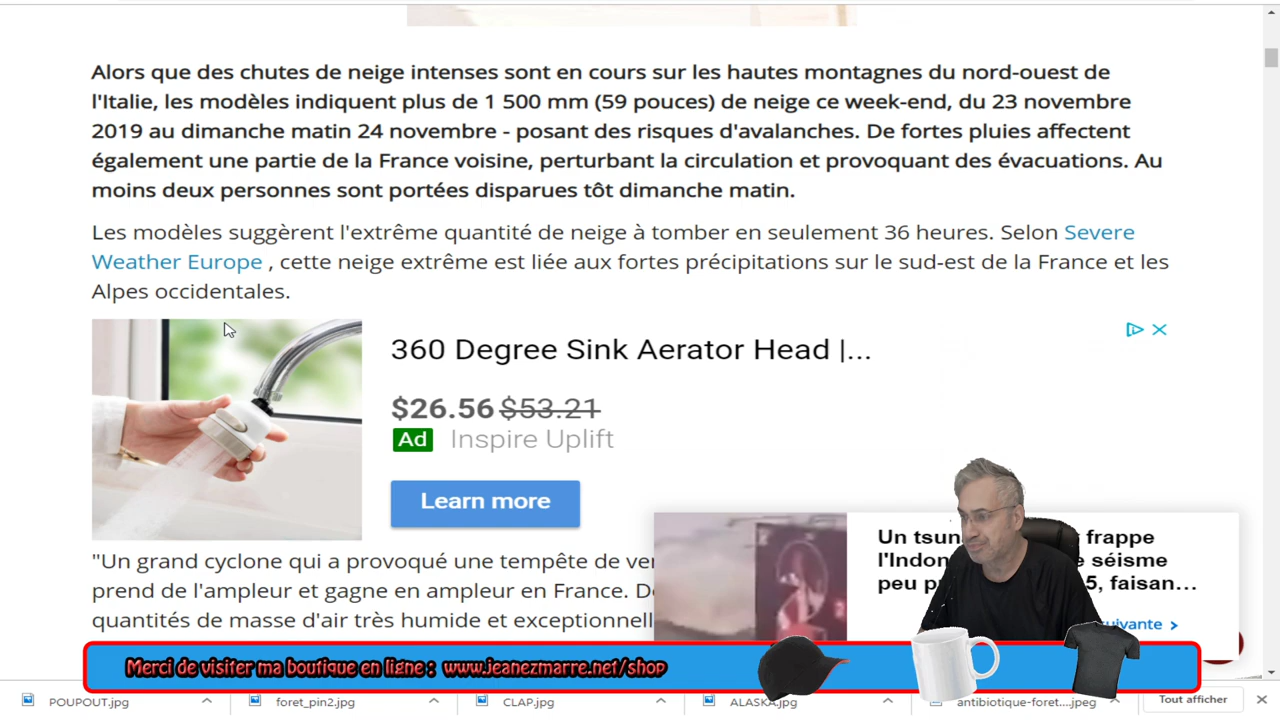 Alors que des chutes de neige intenses sont en cours sur les hautes montagnes du nord-ouest de
l'Italie, les modèles indiquent plus de 1 500 mm (59 pouces) de neige ce week-end, du 23 novembre
2019 au dimanche matin 24 novembre - posant des risques d'avalanches. De fortes pluies affectent
également une partie de la France voisine, perturbant la circulation et provoquant des évacuations. Au
moins deux personnes sont portées disparues tôt dimanche matin.
Les modèles suggèrent l'extrême quantité de neige à tomber en seulement 36 heures. Selon Severe
Weather Europe , cette neige extrême est liée aux fortes précipitations sur le sud-est de la France et les
Alpes occidentales.
360 Degree Sink Aerator Head |...
$26.56 $53.21
Ad Inspire Uplift
Learn more
"Un grand cyclone qui a provoqué une tempête de
prend de l'ampleur et gagne en ampleur en France.
quantités de masse d'air très humide et
Un frappe
séisme
peu faisan...
>
Merci de visiter ma boutique en ligne : www.jeanezmarre.net/shop
POUPOUT.jpg foret_pin2.jpg CLAP.jpg ALASKA.jpg antibiotique-foret....jpeg Tout afficher